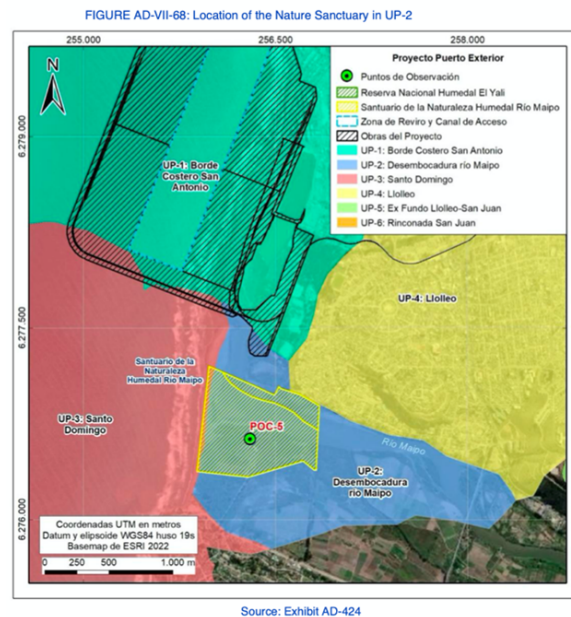 FIGURE AD-VII-68: Location of the Nature Sanctuary in UP-2
255.000
256.500
258.000
N
Proyecto Puerto Exterior
Puntos de Observación
Reserva Nacional Humedal El Yali
Santuario de la Naturaleza Humedal Río Maipo
Zona de Reviro y Canal de Acceso
Obras del Proyecto
UP-1: Borde Costero San Antonio
UP-2: Desembocadura río Maipo
UP-3: Santo Domingo
UP-4: Llolleo
UP-5: Ex Fundo Llolleo-San Juan
UP-6: Rinconada San Juan
6.279.000
UP-1: Borde
Costero San
Antonio
UP-4: Llolleo
6.277.500
Santuario de la
Naturaleza
Humedal Río Maipo
UP-3: Santo
Domingo
POC-5
Río Maipo
UP-2:
Desembocadura
río Maipo
6.276.000
Coordenadas UTM en metros
Datum y elipsoide WGS84 huso 19s
Basemap de ESRI 2022
0 250 500 1.000 m
Source: Exhibit AD-424